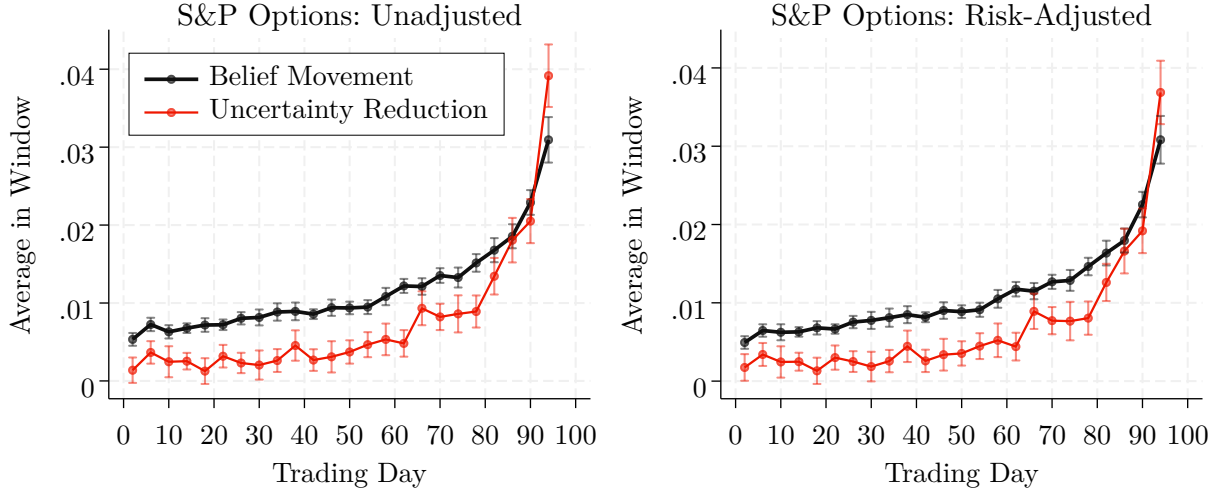 S&P Options: Unadjusted
Belief Movement
Uncertainty Reduction
Average in Window
.04
.03
.02
.01
0
0 10 20 30 40 50 60 70 80 90 100
Trading Day
S&P Options: Risk-Adjusted
Average in Window
.04
.03
.02
.01
0
0 10 20 30 40 50 60 70 80 90 100
Trading Day